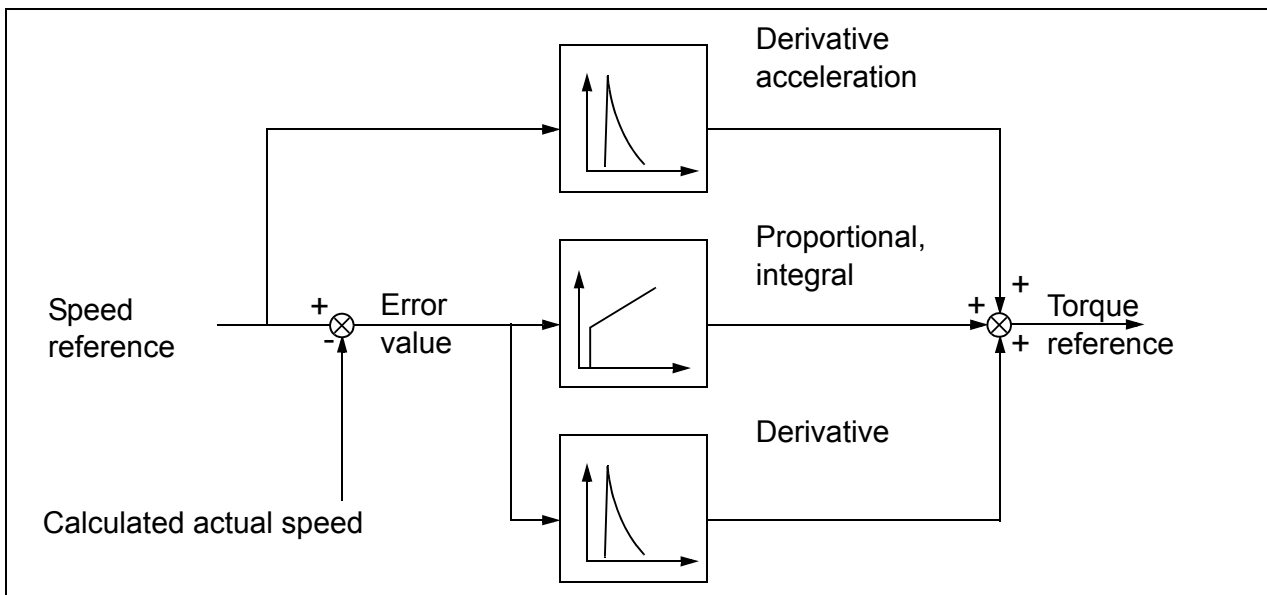 Derivative
acceleration
Proportional,
integral
+
+
+
Speed
reference
-
Error
value
+
Torque
reference
Derivative
Calculated actual speed